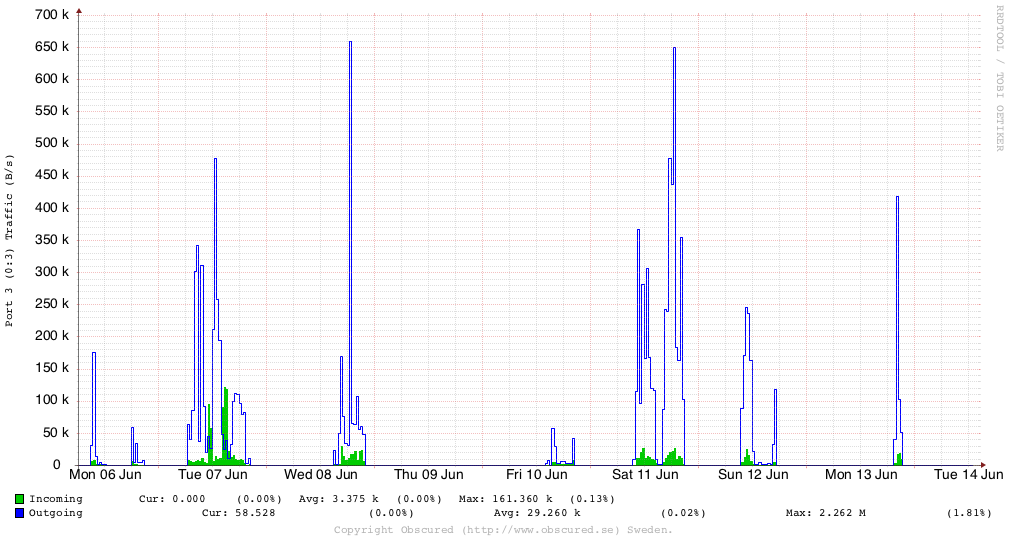 700 k
650 k
600 k
550 k
500 k
450 k
400 k
350 k
300 k
250 k
200 k
150 k
100 k
50 k
0
Port 3 (0:3) Traffic (B/s)
RRDTOOL / TOBI OETIKER
Mon 06 Jun Tue 07 Jun Wed 08 Jun Thu 09 Jun Fri 10 Jun Sat 11 Jun Sun 12 Jun Mon 13 Jun Tue 14 Jun
Incoming Cur: 0.000 (0.00%) Avg: 3.375 k (0.00%) Max: 161.360 k (0.13%)
Outgoing Cur: 58.528 (0.00%) Avg: 29.260 k (0.02%) Max: 2.262 M (1.81%)
Copyright Obscured (http://www.obscured.se) Sweden.